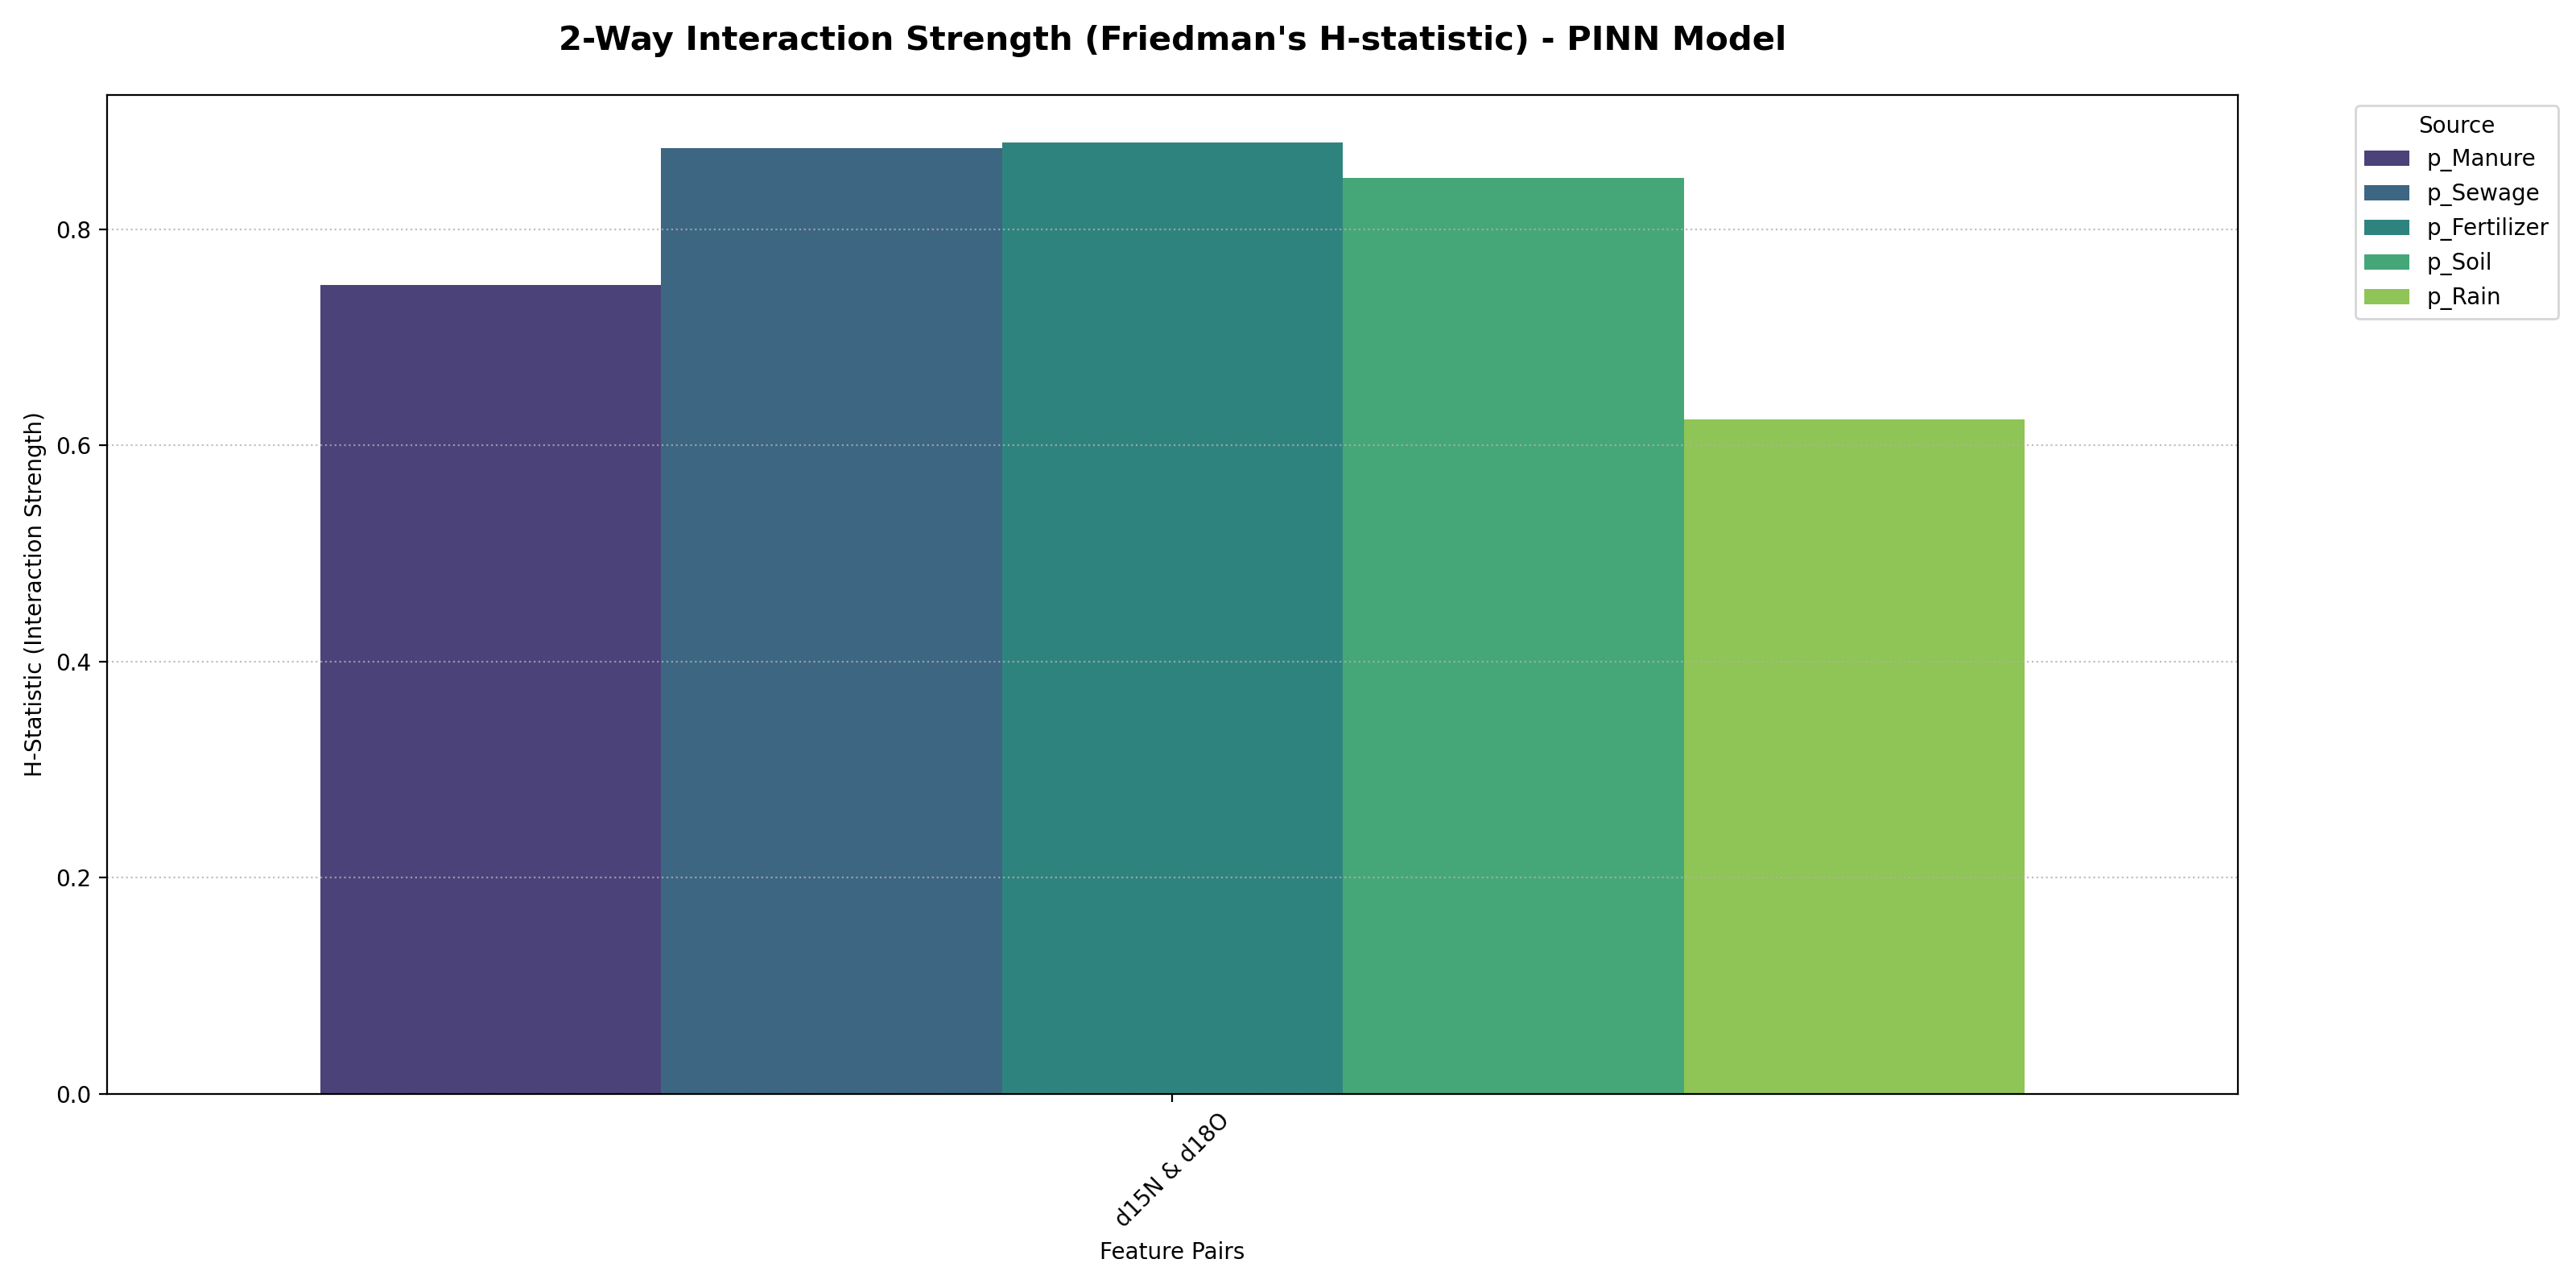 2-Way Interaction Strength (Friedman's H-statistic) - PINN Model
Source
p_Manure
p_Sewage
p_Fertilizer
p_Soil
p_Rain
H-Statistic (Interaction Strength)
0.8
0.6
0.4
0.2
0.0
d15N & d18O
Feature Pairs